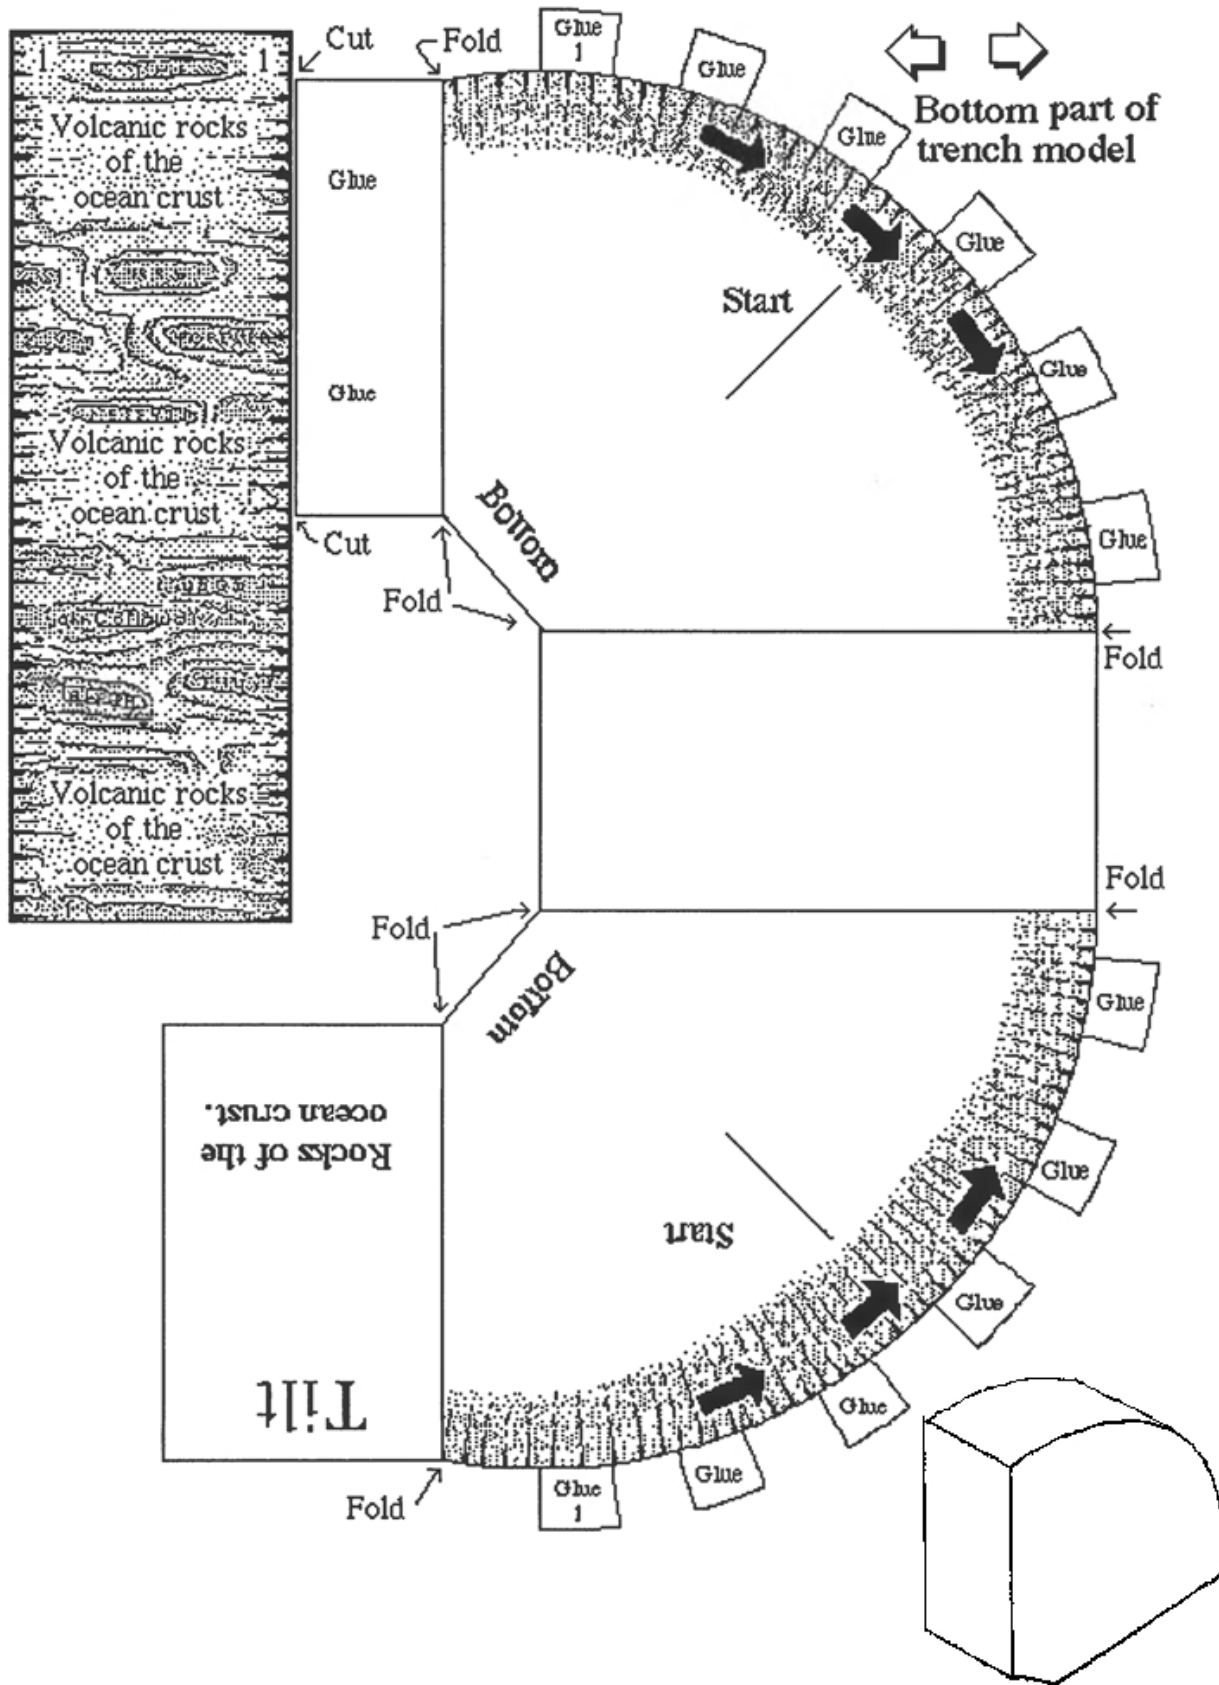 1 1
Volcanic rocks
of the
ocean crust
Volcanic rocks
of the
ocean crust
Volcanic rocks
of the
ocean crust
Cut
Fold
Glue
1
Glue
Glue
Glue
Glue
Glue
Bottom part of
trench model
Glue
Glue
Start
Bottom
Cut
Fold
Fold
Fold
Fold
Bottom
Rocks of the
ocean crust.
Tilt
Start
Fold
Glue
Glue
Glue
Glue
Glue
Glue
1